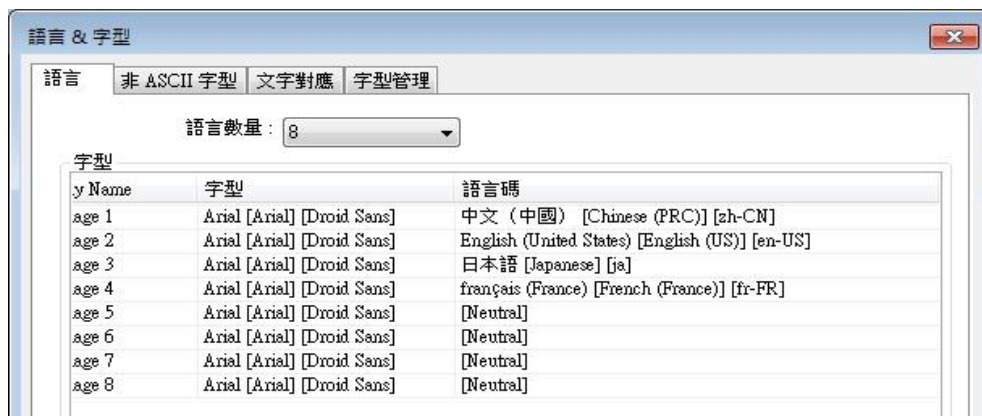 語言 & 字型
語言 非 ASCII 字型 文字對應 字型管理
語言數量 : 8
字型
y Name 字型 語言碼
age 1 Arial [Arial] [Droid Sans] 中文（中國） [Chinese (PRC)] [zh-CN]
age 2 Arial [Arial] [Droid Sans] English (United States) [English (US)] [en-US]
age 3 Arial [Arial] [Droid Sans] 日本語 [Japanese] [ja]
age 4 Arial [Arial] [Droid Sans] français (France) [French (France)] [fr-FR]
age 5 Arial [Arial] [Droid Sans] [Neutral]
age 6 Arial [Arial] [Droid Sans] [Neutral]
age 7 Arial [Arial] [Droid Sans] [Neutral]
age 8 Arial [Arial] [Droid Sans] [Neutral]